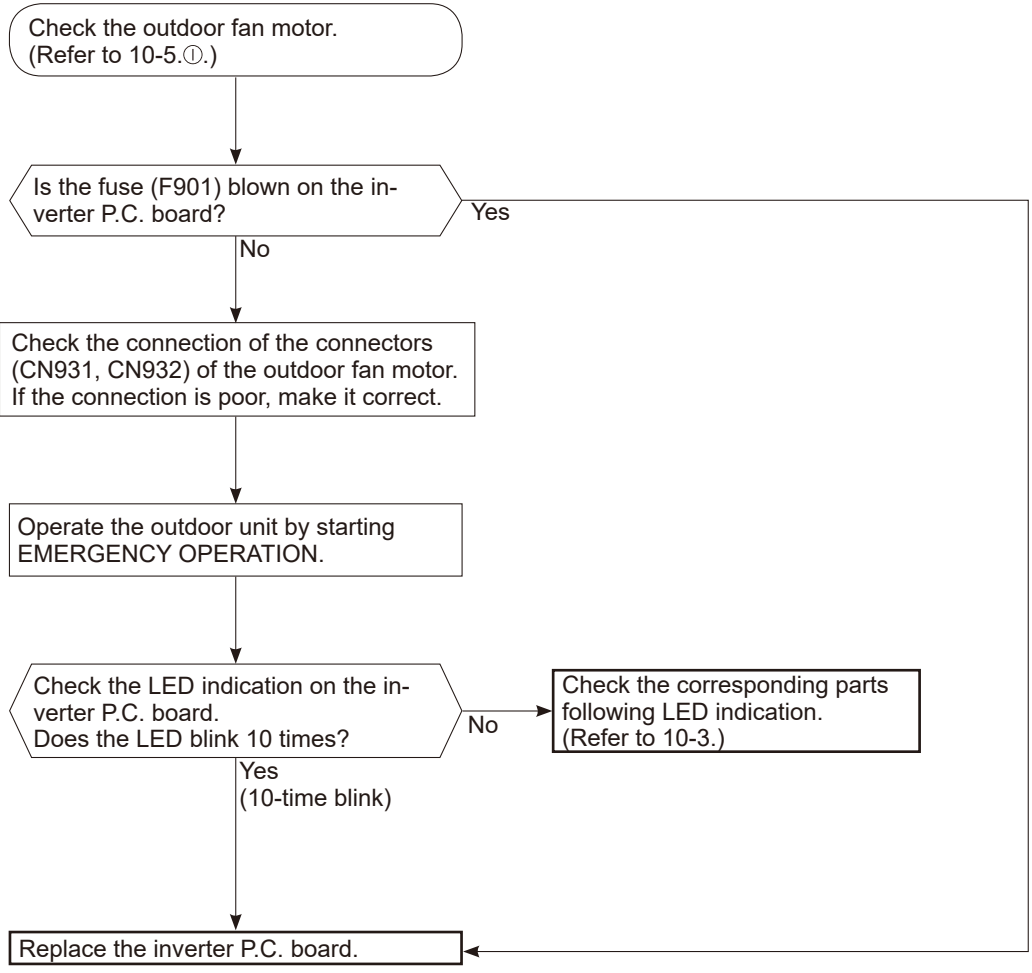 Check the outdoor fan motor.
(Refer to 10-5.Ⓘ.)
Is the fuse (F901) blown on the in-
verter P.C. board?
Yes
No
Check the connection of the connectors
(CN931, CN932) of the outdoor fan motor.
If the connection is poor, make it correct.
Operate the outdoor unit by starting
EMERGENCY OPERATION.
Check the LED indication on the in-
verter P.C. board.
Does the LED blink 10 times?
No
Check the corresponding parts
following LED indication.
(Refer to 10-3.)
Yes
(10-time blink)
Replace the inverter P.C. board.